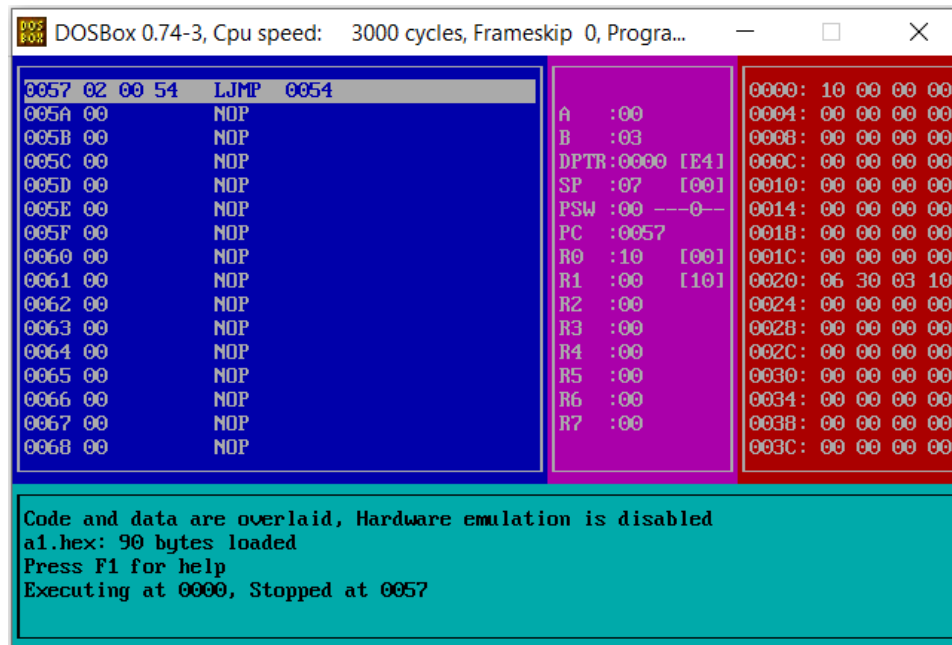 DOS BOX DOSBox 0.74-3, Cpu speed: 3000 cycles, Frameskip 0, Progra...
0057 02 00 54 LJMP 0054
005A 00 NOP
005B 00 NOP
005C 00 NOP
005D 00 NOP
005E 00 NOP
005F 00 NOP
0060 00 NOP
0061 00 NOP
0062 00 NOP
0063 00 NOP
0064 00 NOP
0065 00 NOP
0066 00 NOP
0067 00 NOP
0068 00 NOP
A :00
B :03
DPTR:0000 [E4]
SP :07 [00]
PSW :00 ---0--
PC :0057
R0 :10 [00]
R1 :00 [10]
R2 :00
R3 :00
R4 :00
R5 :00
R6 :00
R7 :00
0000: 10 00 00 00
0004: 00 00 00 00
0008: 00 00 00 00
000C: 00 00 00 00
0010: 00 00 00 00
0014: 00 00 00 00
0018: 00 00 00 00
001C: 00 00 00 00
0020: 06 30 03 10
0024: 00 00 00 00
0028: 00 00 00 00
002C: 00 00 00 00
0030: 00 00 00 00
0034: 00 00 00 00
0038: 00 00 00 00
003C: 00 00 00 00
Code and data are overlaid, Hardware emulation is disabled
a1.hex: 90 bytes loaded
Press F1 for help
Executing at 0000, Stopped at 0057